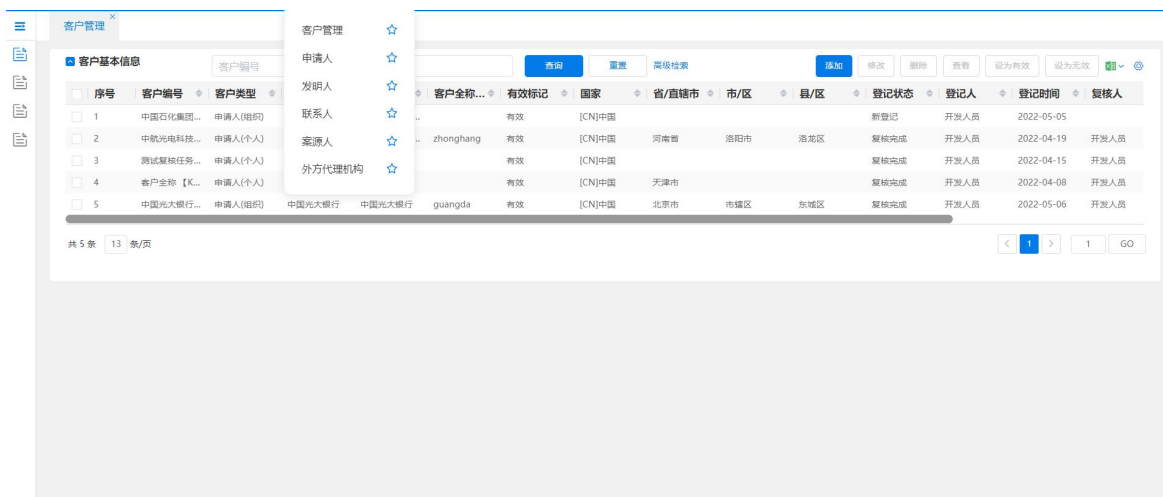 客户管理 ×
客户管理
申请人
发明人
联系人
案源人
外方代理机构
客户基本信息 客户编号 查询 重置 高级检索 添加 修改 删除 查看 设为有效 设为无效
序号 客户编号 客户类型 客户全称... 有效标记 国家 省/直辖市 市/区 县/区 登记状态 登记人 登记时间 复核人
1 中国石化集团... 申请人(组织) 有效 [CN]中国 新登记 开发人员 2022-05-05
2 中航光电科技... 申请人(个人) zhonghang 有效 [CN]中国 河南省 洛阳市 洛龙区 复核完成 开发人员 2022-04-19 开发人员
3 测试复核任务... 申请人(个人) 有效 [CN]中国 复核完成 开发人员 2022-04-15 开发人员
4 客户全称 【K... 申请人(个人) 有效 [CN]中国 天津市 复核完成 开发人员 2022-04-08 开发人员
5 中国光大银行... 申请人(组织) 中国光大银行 中国光大银行 guangda 有效 [CN]中国 北京市 市辖区 东城区 复核完成 开发人员 2022-05-06 开发人员
共 5 条 13 条/页 < 1 > 1 GO